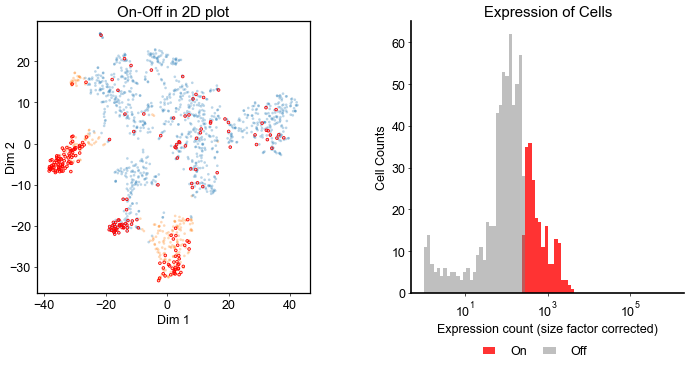 On-Off in 2D plot
Dim 2
20
10
0
−10
−20
−30
−40
−20
0
20
40
Dim 1
Expression of Cells
Cell Counts
60
50
40
30
20
10
0
10^1
10^3
10^5
Expression count (size factor corrected)
On
Off